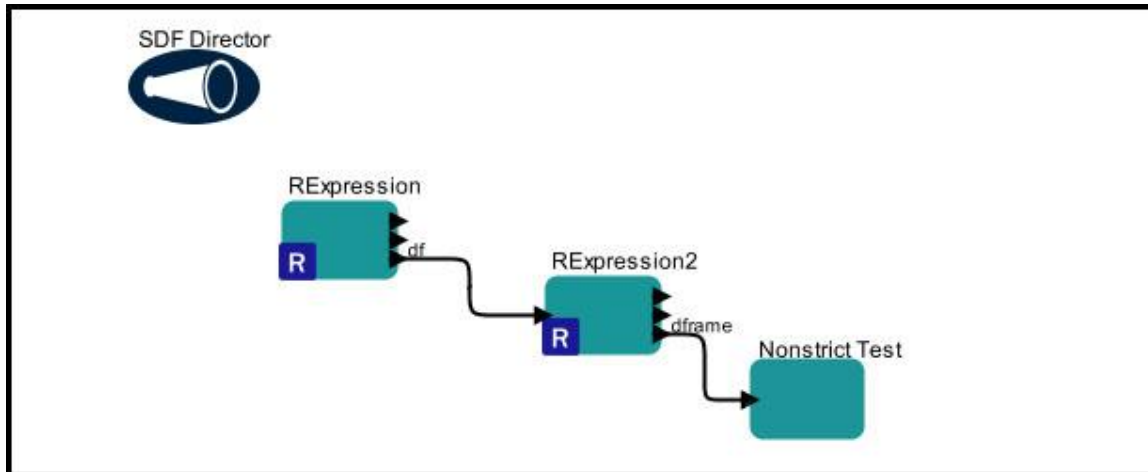 SDF Director
RExpression
df
R
RExpression2
dframe
R
Nonstrict Test